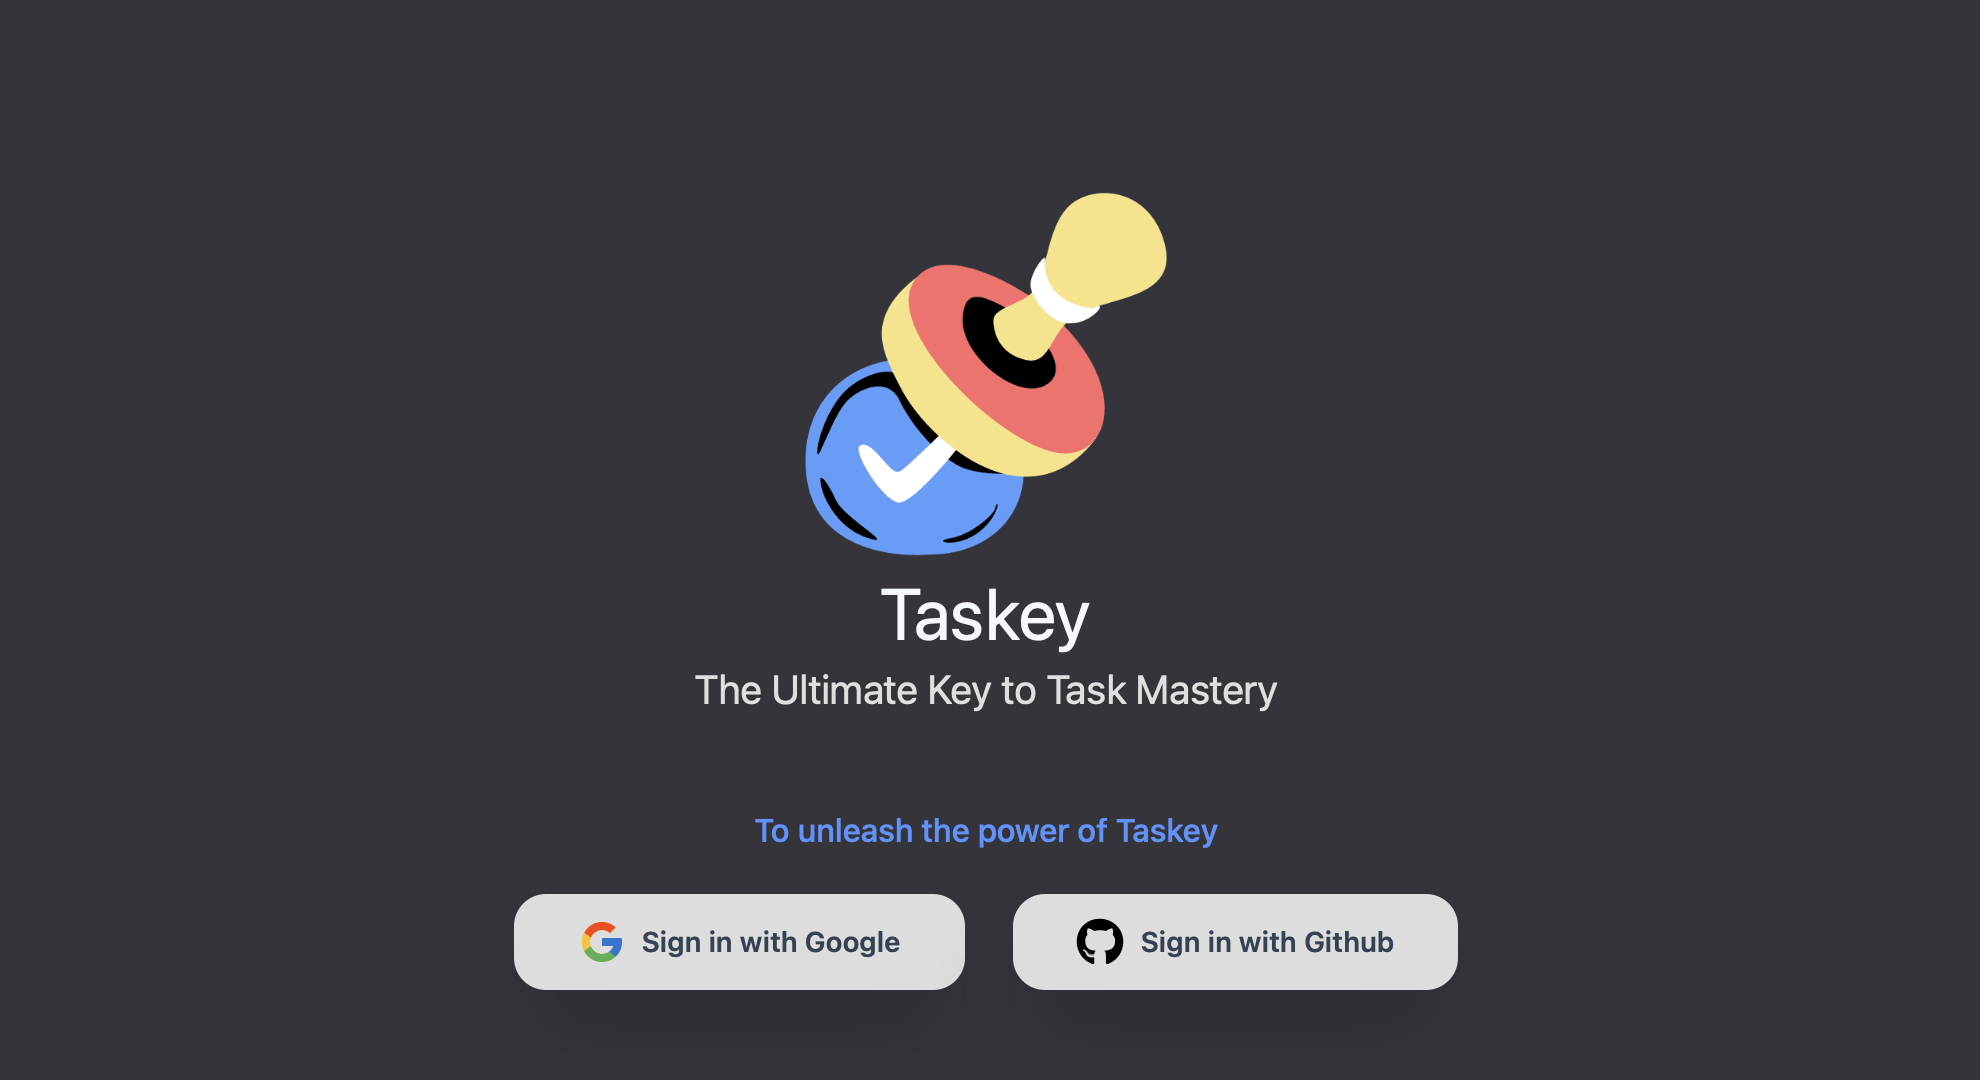 Taskey
The Ultimate Key to Task Mastery
To unleash the power of Taskey
Sign in with Google
Sign in with Github